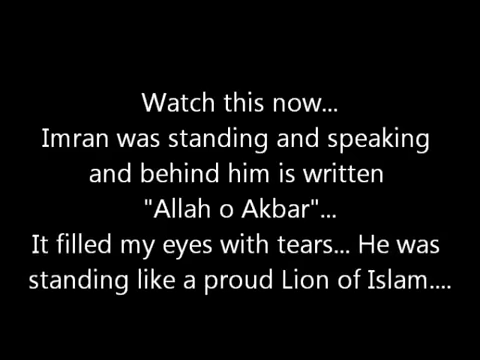 Watch this now...
Imran was standing and speaking
and behind him is written
"Allah o Akbar"...
It filled my eyes with tears... He was
standing like a proud Lion of Islam....